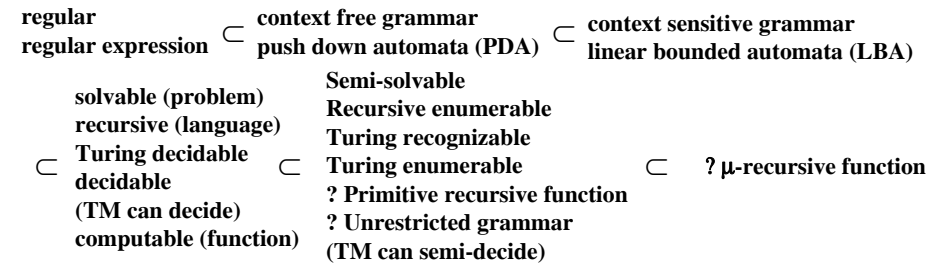 regular
regular expression
⊂
context free grammar
push down automata (PDA)
⊂
context sensitive grammar
linear bounded automata (LBA)
⊂
solvable (problem)
recursive (language)
Turing decidable
decidable
(TM can decide)
computable (function)
⊂
Semi-solvable
Recursive enumerable
Turing recognizable
Turing enumerable
? Primitive recursive function
? Unrestricted grammar
(TM can semi-decide)
⊂
? μ-recursive function